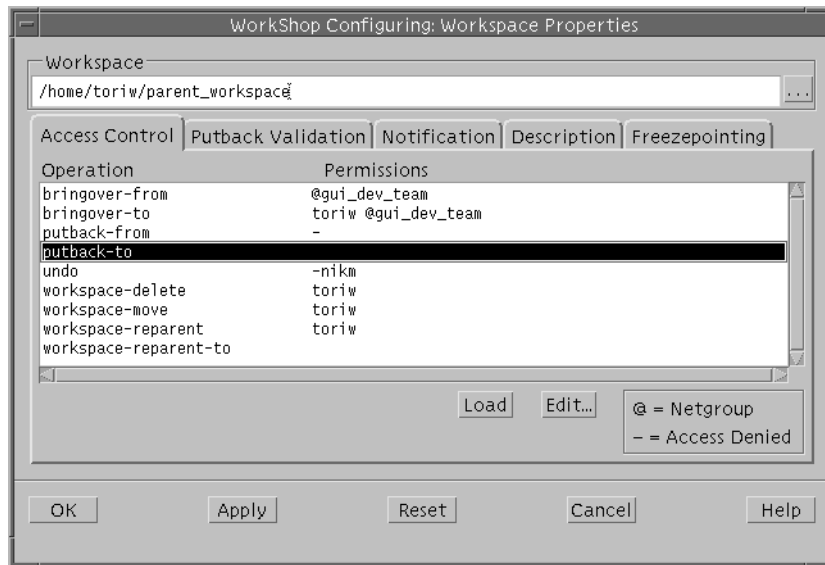 WorkShop Configuring: Workspace Properties
Workspace
/home/toriw/parent_workspace
...
Access Control Putback Validation Notification Description Freezepointing
Operation Permissions
bringover-from @gui_dev_team
bringover-to toriw @gui_dev_team
putback-from -
putback-to
undo -nikm
workspace-delete toriw
workspace-move toriw
workspace-reparent toriw
workspace-reparent-to
Load Edit...
@ = Netgroup
– = Access Denied
OK Apply Reset Cancel Help